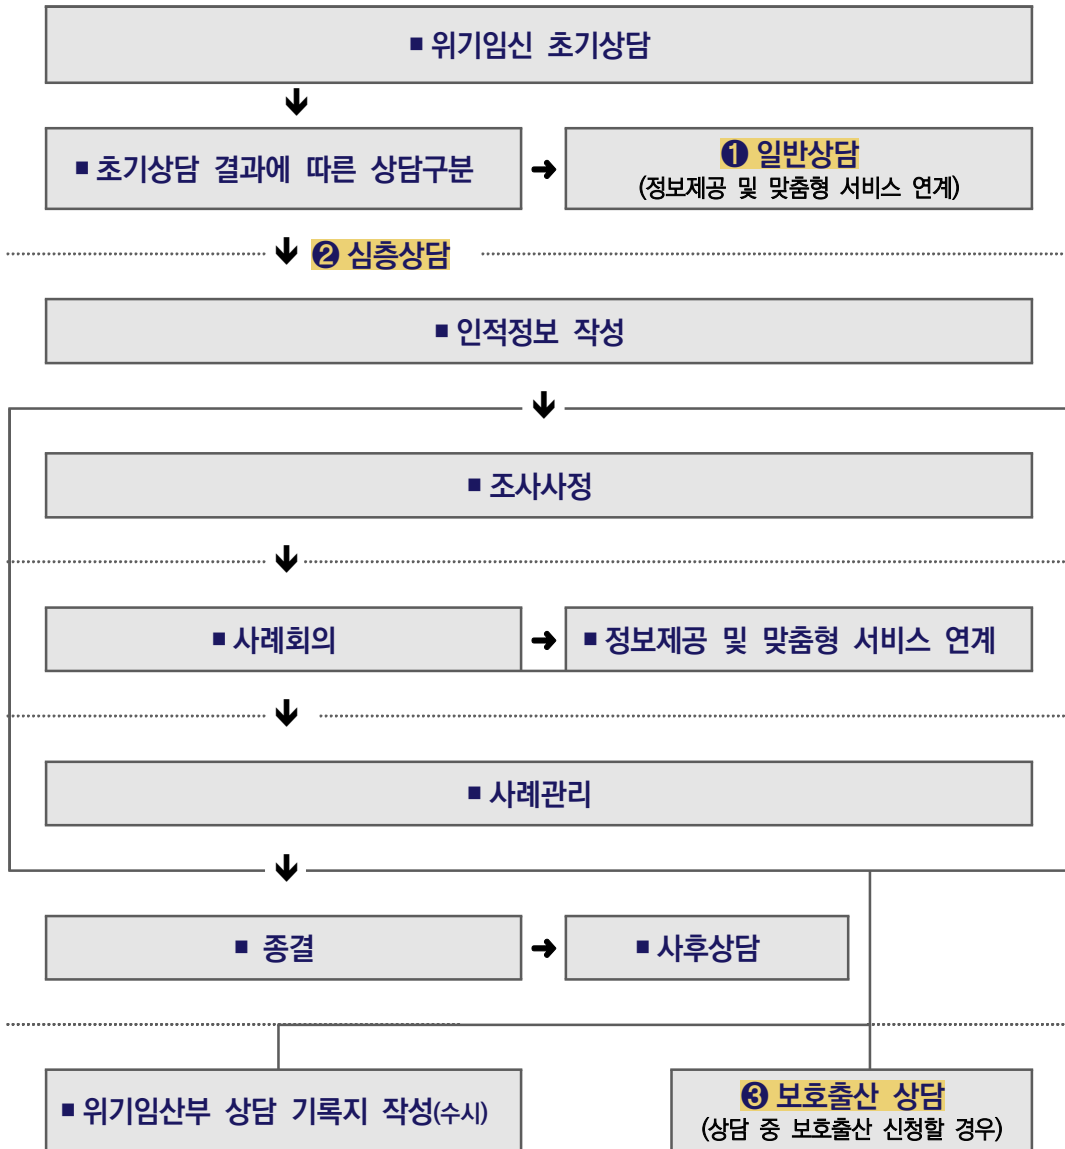 ▪ 위기임신 초기상담
▪ 초기상담 결과에 따른 상담구분
❶ 일반상담
(정보제공 및 맞춤형 서비스 연계)
❷ 심층상담
▪ 인적정보 작성
▪ 조사사정
▪ 사례회의
▪ 정보제공 및 맞춤형 서비스 연계
▪ 사례관리
▪ 종결
▪ 사후상담
▪ 위기임산부 상담 기록지 작성(수시)
❸ 보호출산 상담
(상담 중 보호출산 신청할 경우)